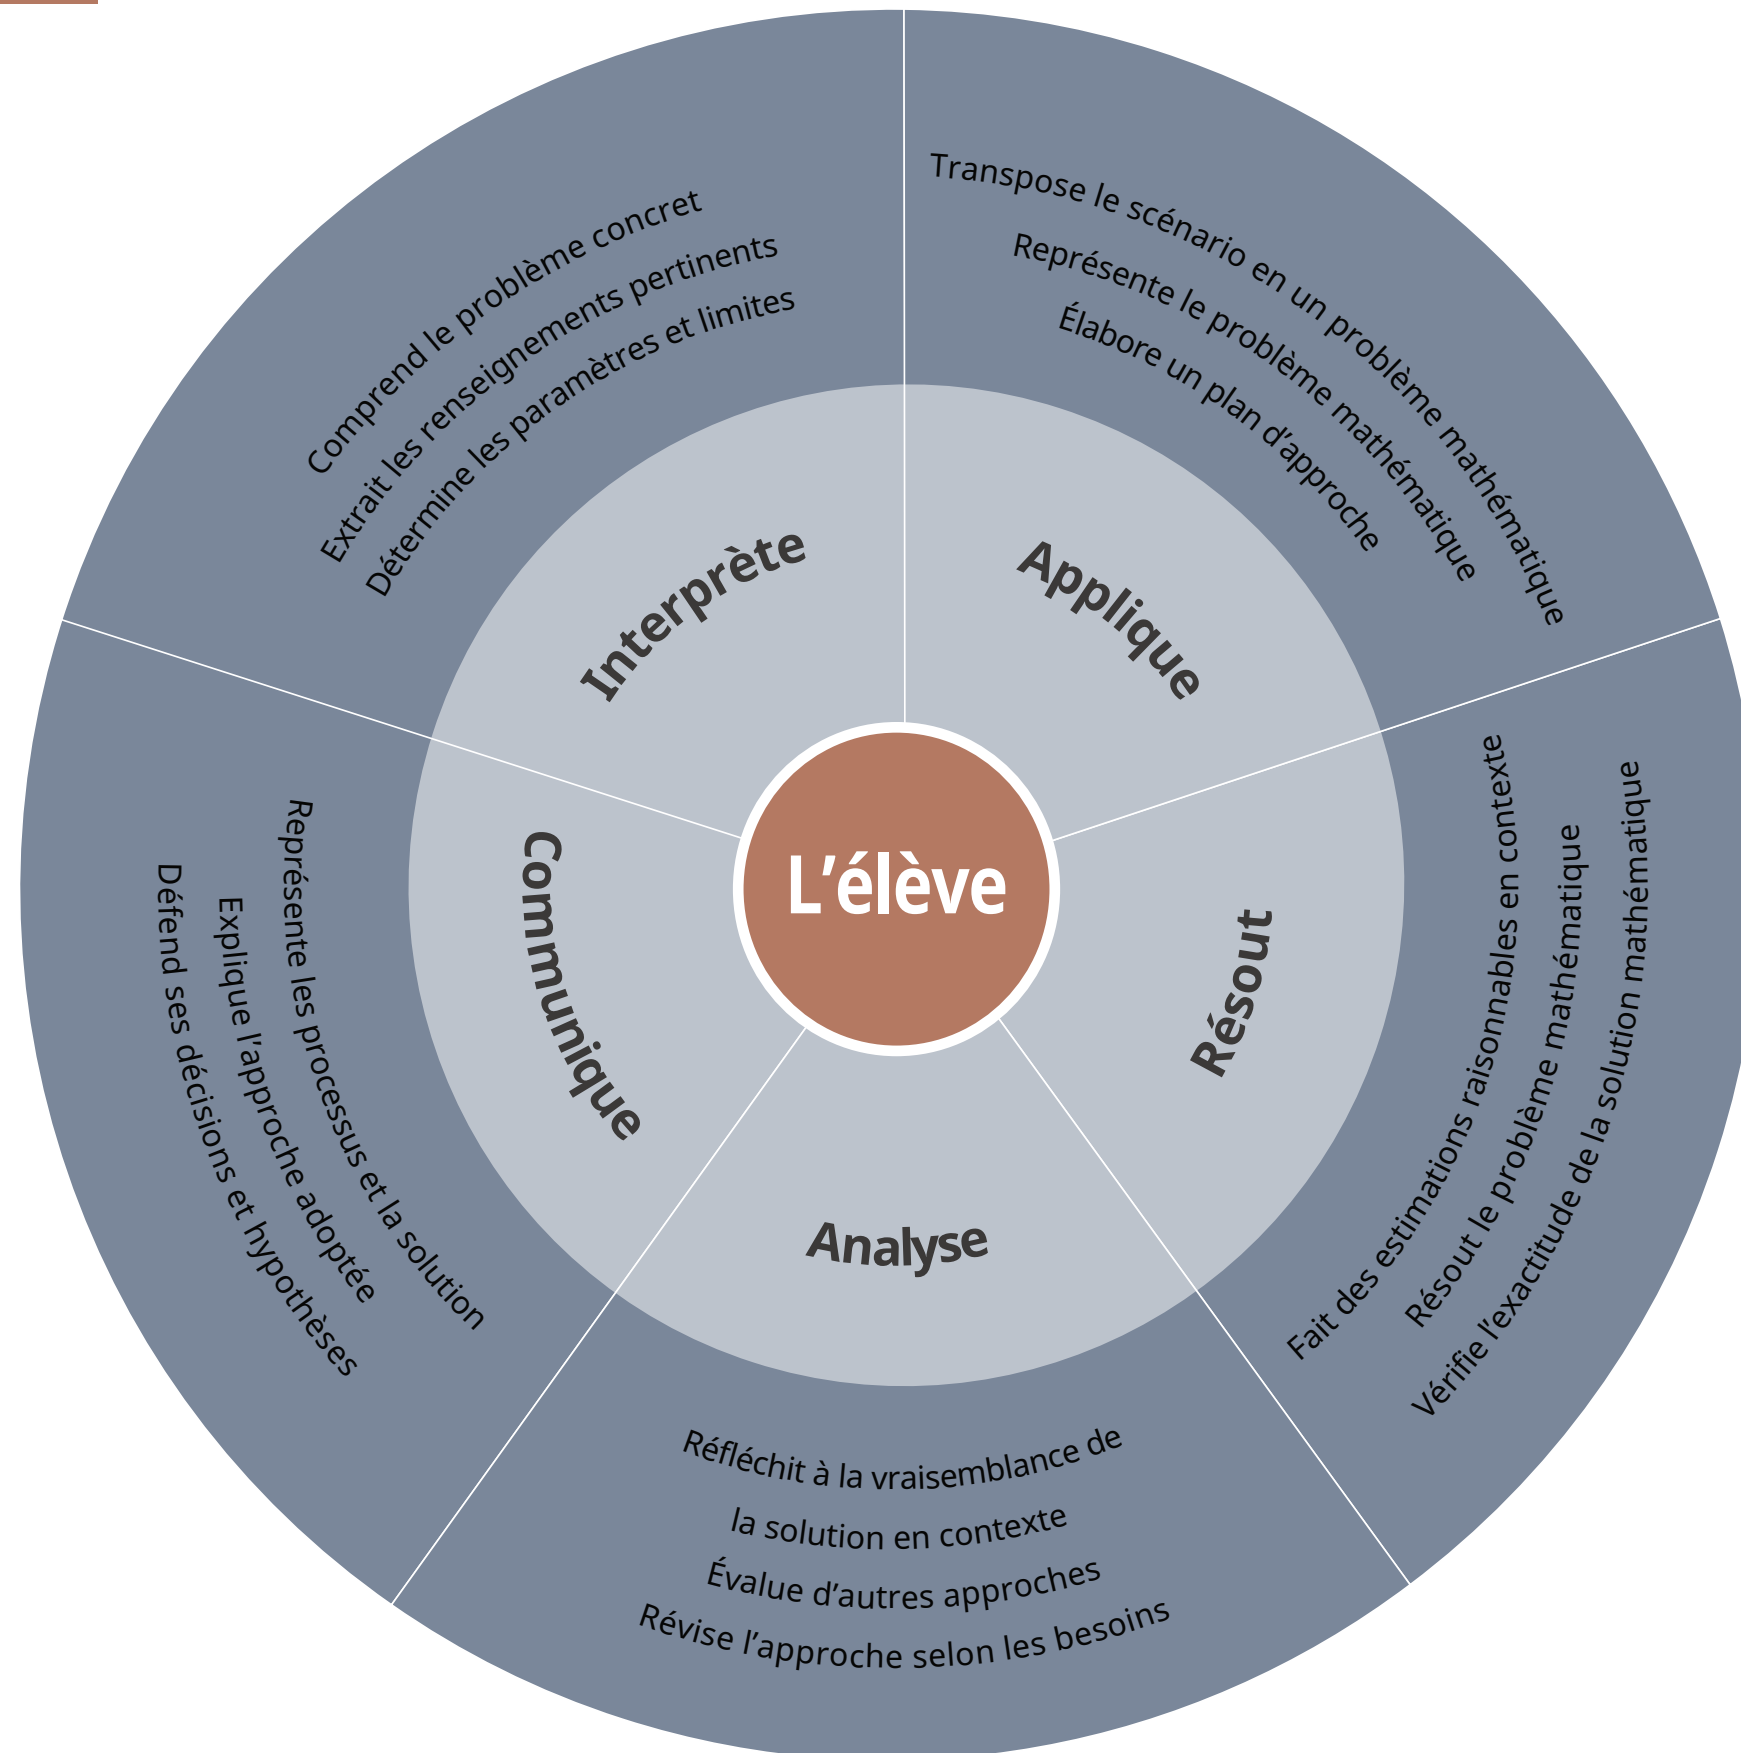 L’élève
Interprète
Comprend le problème concret
Extrait les renseignements pertinents
Détermine les paramètres et limites
Applique
Transpose le scénario en un problème mathématique
Représente le problème mathématique
Élabore un plan d’approche
Résout
Fait des estimations raisonnables en contexte
Résout le problème mathématique
Vérifie l’exactitude de la solution mathématique
Analyse
Réfléchit à la vraisemblance de
la solution en contexte
Évalue d’autres approches
Révise l’approche selon les besoins
Communique
Représente les processus et la solution
Explique l’approche adoptée
Défend ses décisions et hypothèses